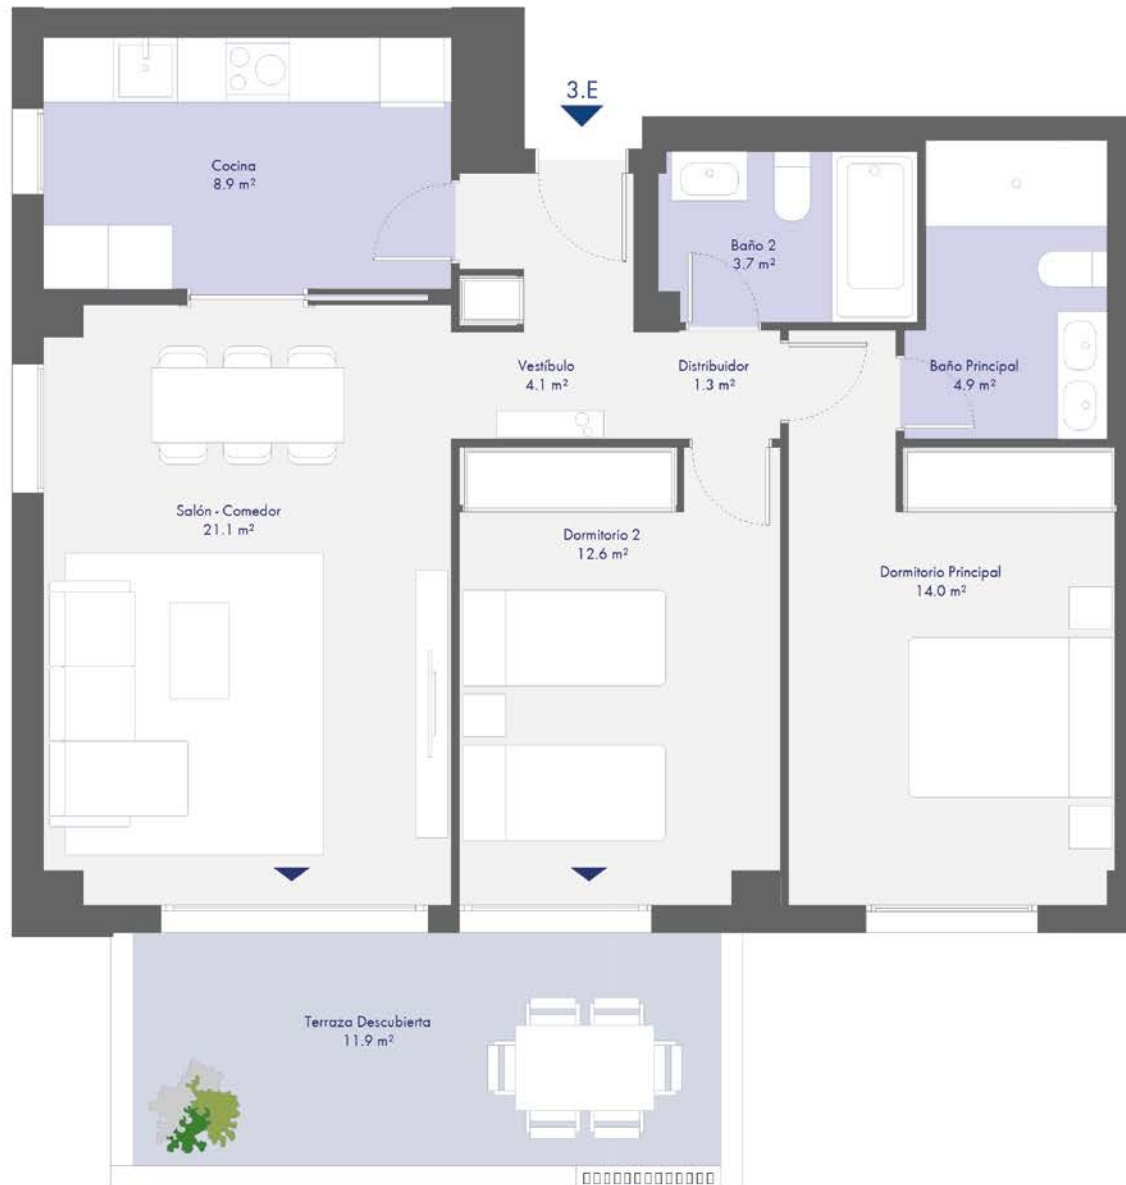 3.E
Cocina
8.9 m²
Baño 2
3.7 m²
Vestíbulo
4.1 m²
Distribuidor
1.3 m²
Baño Principal
4.9 m²
Salón - Comedor
21.1 m²
Dormitorio 2
12.6 m²
Dormitorio Principal
14.0 m²
Terraza Descubierta
11.9 m²